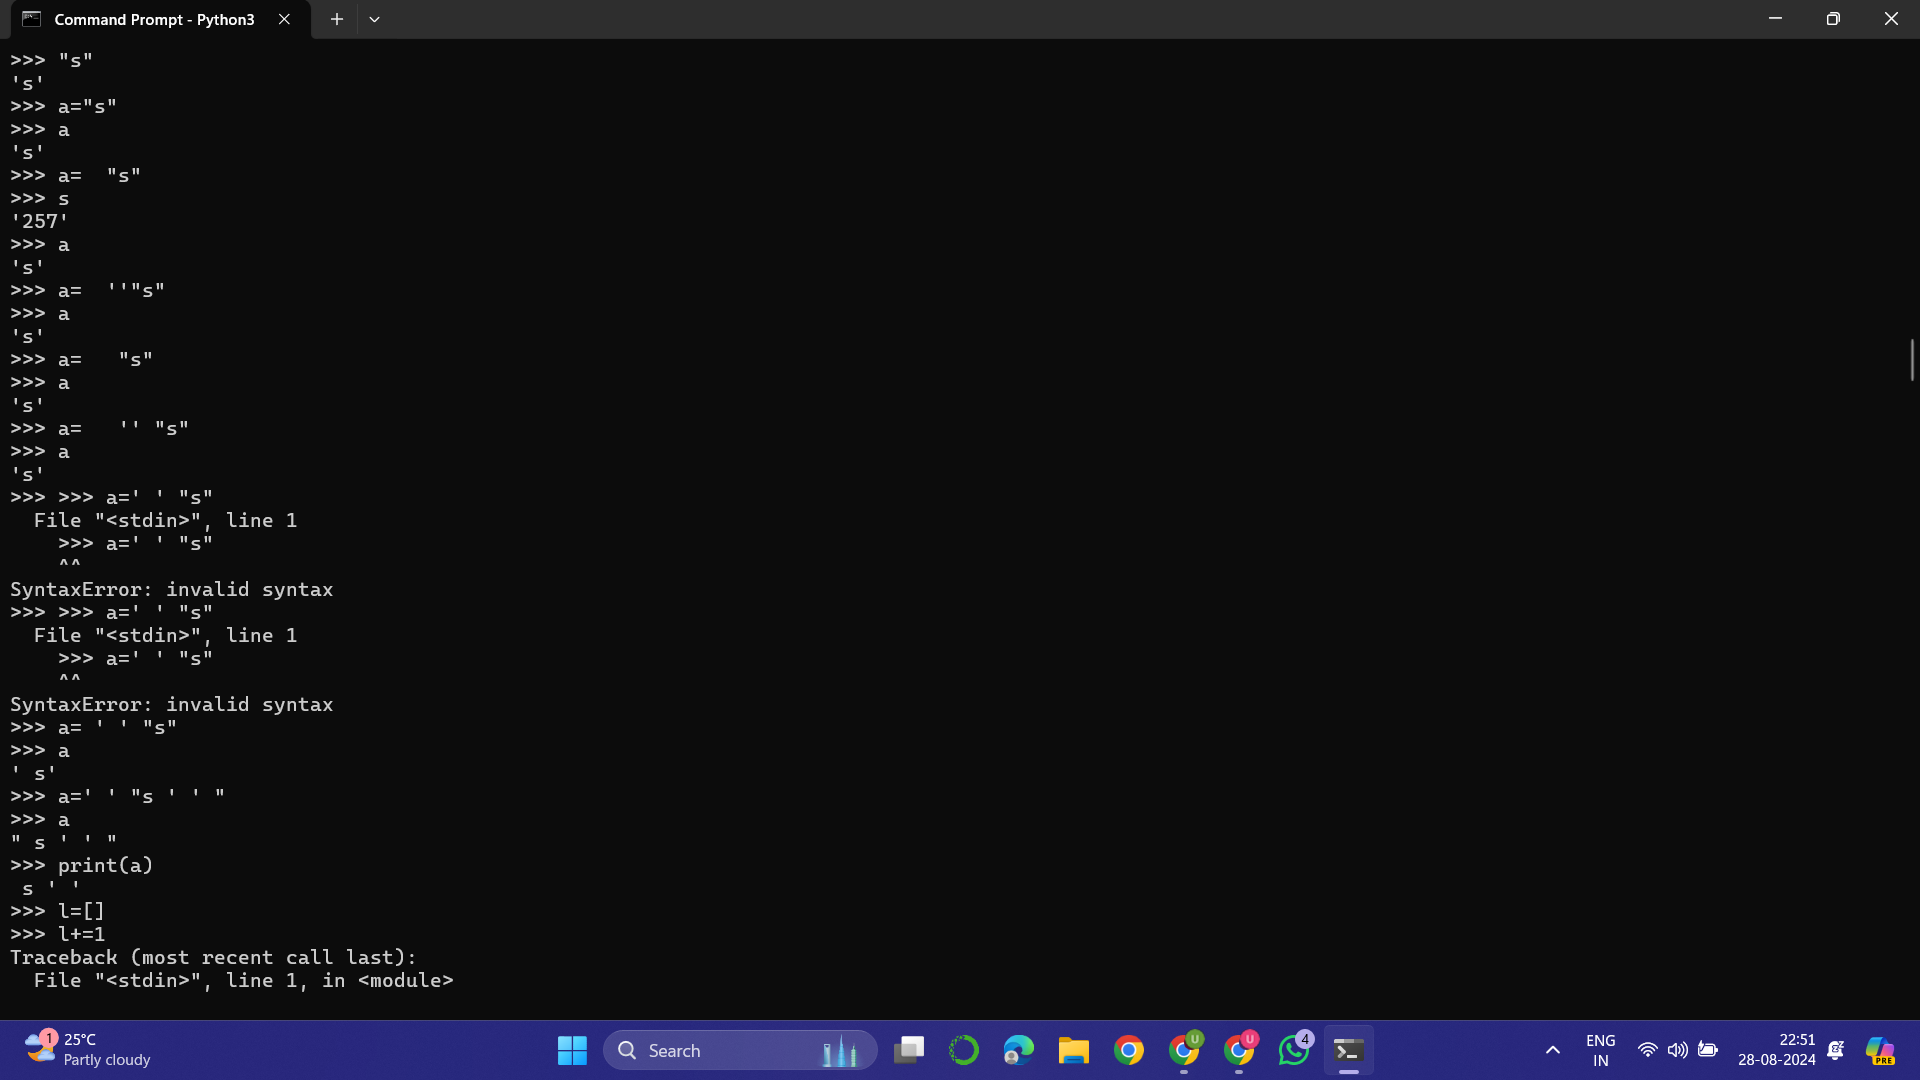 Command Prompt - Python3
>>> "s"
's'
>>> a="s"
>>> a
's'
>>> a=  "s"
>>> s
'257'
>>> a
's'
>>> a=  ''"s"
>>> a
's'
>>> a=   "s"
>>> a
's'
>>> a=   '' "s"
>>> a
's'
>>> >>> a=' ' "s"
  File "<stdin>", line 1
    >>> a=' ' "s"
    ^^
SyntaxError: invalid syntax
>>> >>> a=' ' "s"
  File "<stdin>", line 1
    >>> a=' ' "s"
    ^^
SyntaxError: invalid syntax
>>> a= ' ' "s"
>>> a
' s'
>>> a=' ' "s ' ' "
>>> a
" s ' ' "
>>> print(a)
 s ' '
>>> l=[]
>>> l+=1
Traceback (most recent call last):
  File "<stdin>", line 1, in <module>
1
25°C
Partly cloudy
Search
U
U
4
ENG
IN
22:51
28-08-2024
PRE